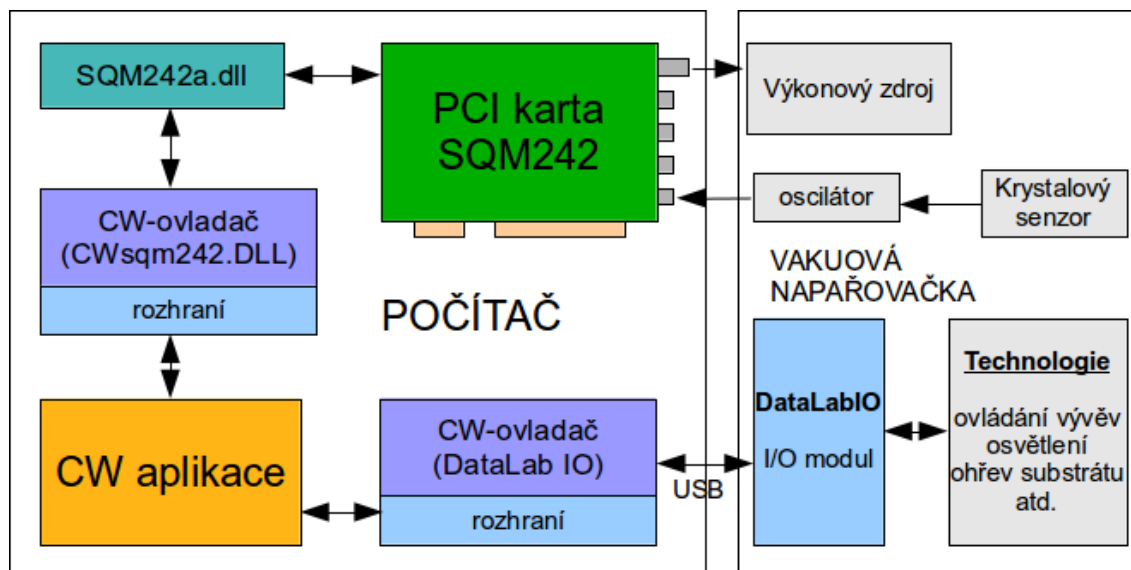 SQM242a.dll
PCI karta
SQM242
Výkonový zdroj
oscilátor
Krystalový
senzor
CW-ovladač
(CWsqm242.DLL)
rozhraní
POČÍTAČ
VAKUOVÁ
NAPAŘOVAČKA
CW aplikace
CW-ovladač
(DataLab IO)
rozhraní
USB
DataLabIO
I/O modul
Technologie
ovládání vývěv
osvětlení
ohřev substrátu
atd.